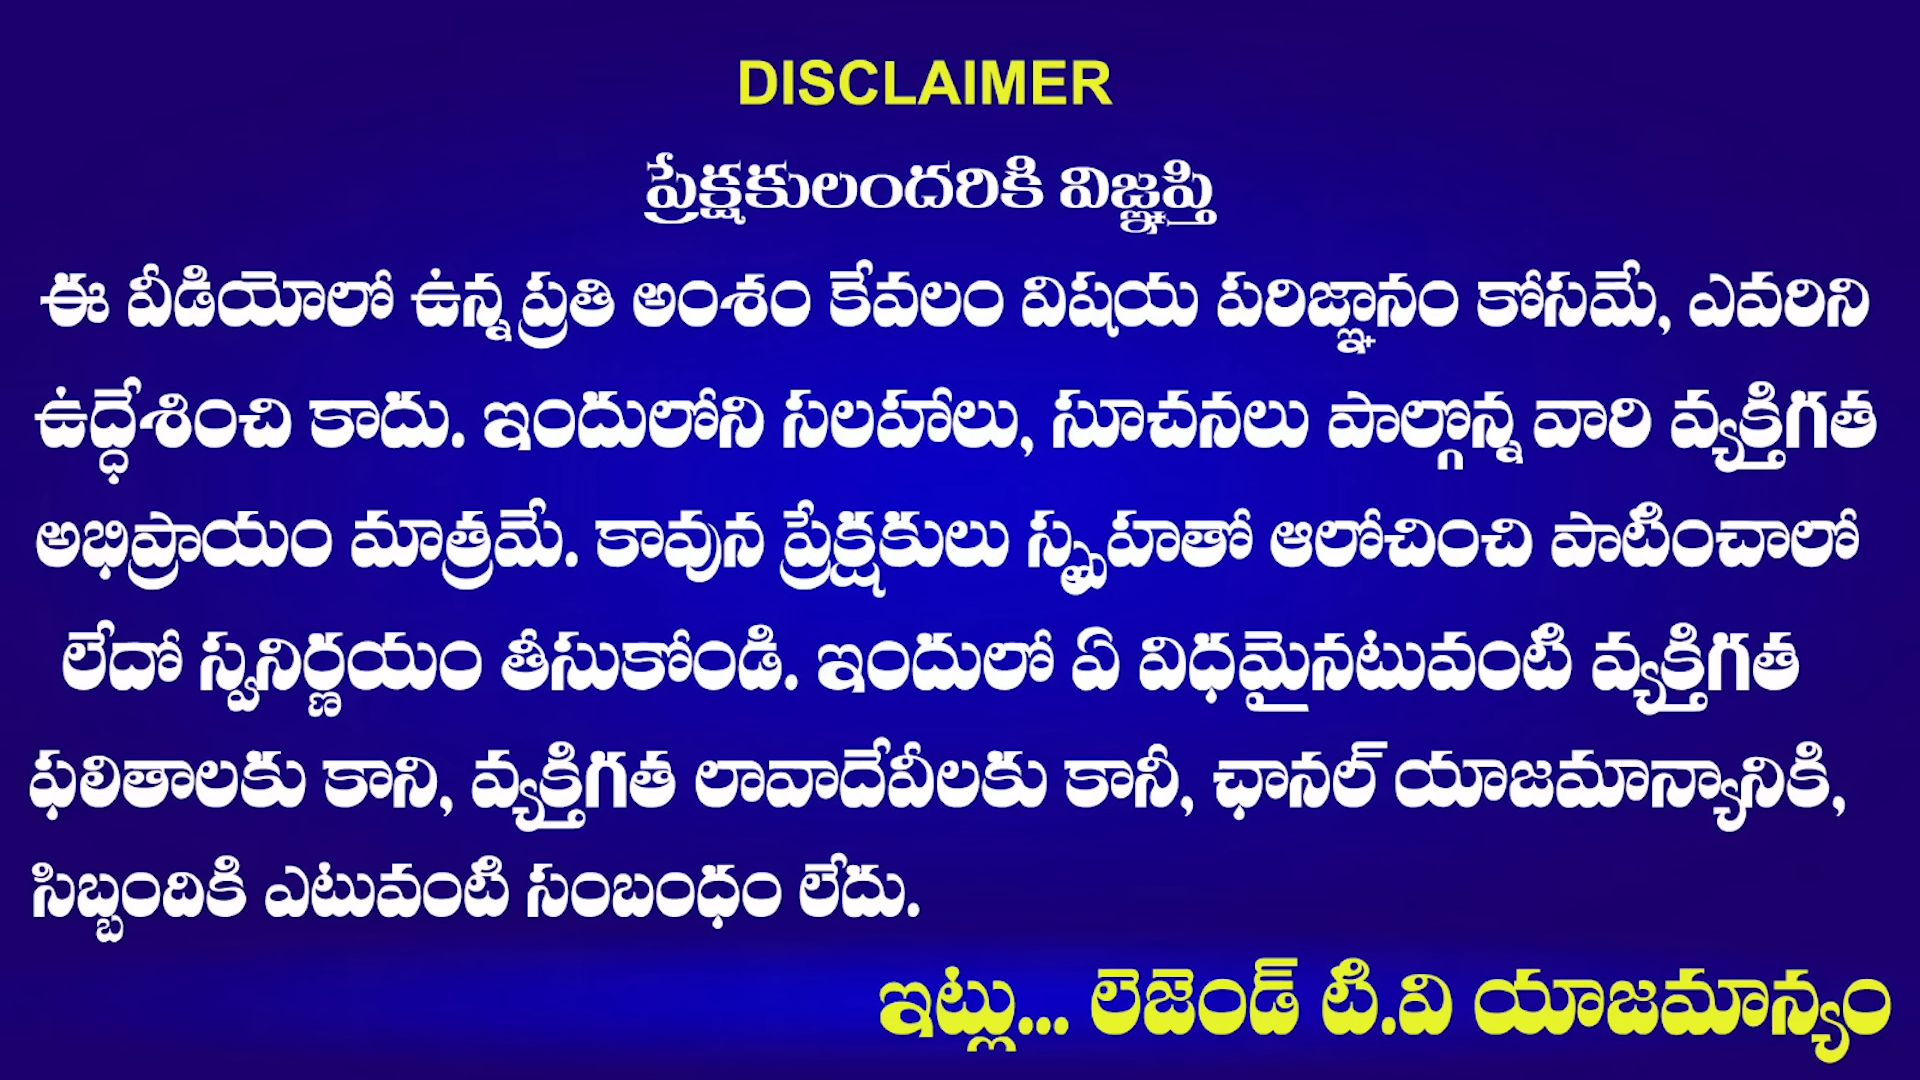 DISCLAIMER
ప్రేక్షకులందరికి విజ్ఞప్తి
ఈ వీడియోలో ఉన్న ప్రతి అంశం కేవలం విషయ పరిజ్ఞానం కోసమే, ఎవరిని
ఉద్ధేశించి కాదు. ఇందులోని సలహాలు, సూచనలు పాల్గొన్న వారి వ్యక్తిగత
అభిప్రాయం మాత్రమే. కావున ప్రేక్షకులు స్పృహతో ఆలోచించి పాటించాలో
లేదో స్వనిర్ణయం తీసుకోండి. ఇందులో ఏ విధమైనటువంటి వ్యక్తిగత
ఫలితాలకు కాని, వ్యక్తిగత లావాదేవీలకు కానీ, ఛానల్ యాజమాన్యానికి,
సిబ్బందికి ఎటువంటి సంబంధం లేదు.
ఇట్లు... లెజెండ్ టి.వి యాజమాన్యం